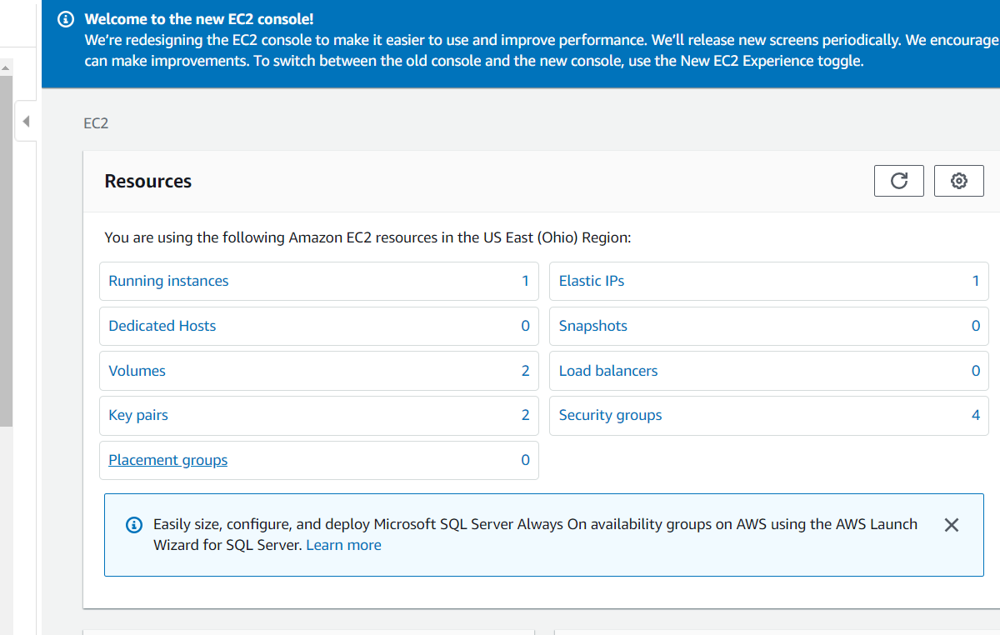 Welcome to the new EC2 console!
We're redesigning the EC2 console to make it easier to use and improve performance. We'll release new screens periodically. We encourage
can make improvements. To switch between the old console and the new console, use the New EC2 Experience toggle.
EC2
Resources
You are using the following Amazon EC2 resources in the US East (Ohio) Region:
Running instances 1 Elastic IPs 1
Dedicated Hosts 0 Snapshots 0
Volumes 2 Load balancers 0
Key pairs 2 Security groups 4
Placement groups 0
Easily size, configure, and deploy Microsoft SQL Server Always On availability groups on AWS using the AWS Launch
Wizard for SQL Server. Learn more